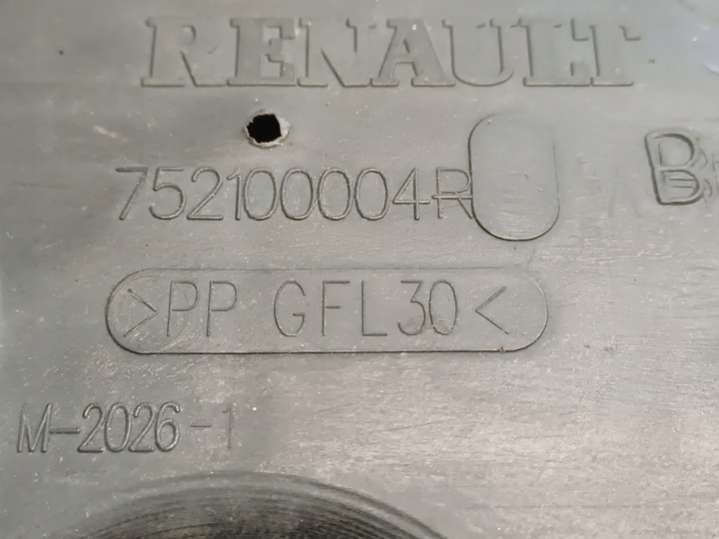 RENAULT
752100004R B
>PP GFL30<
M-2026-1